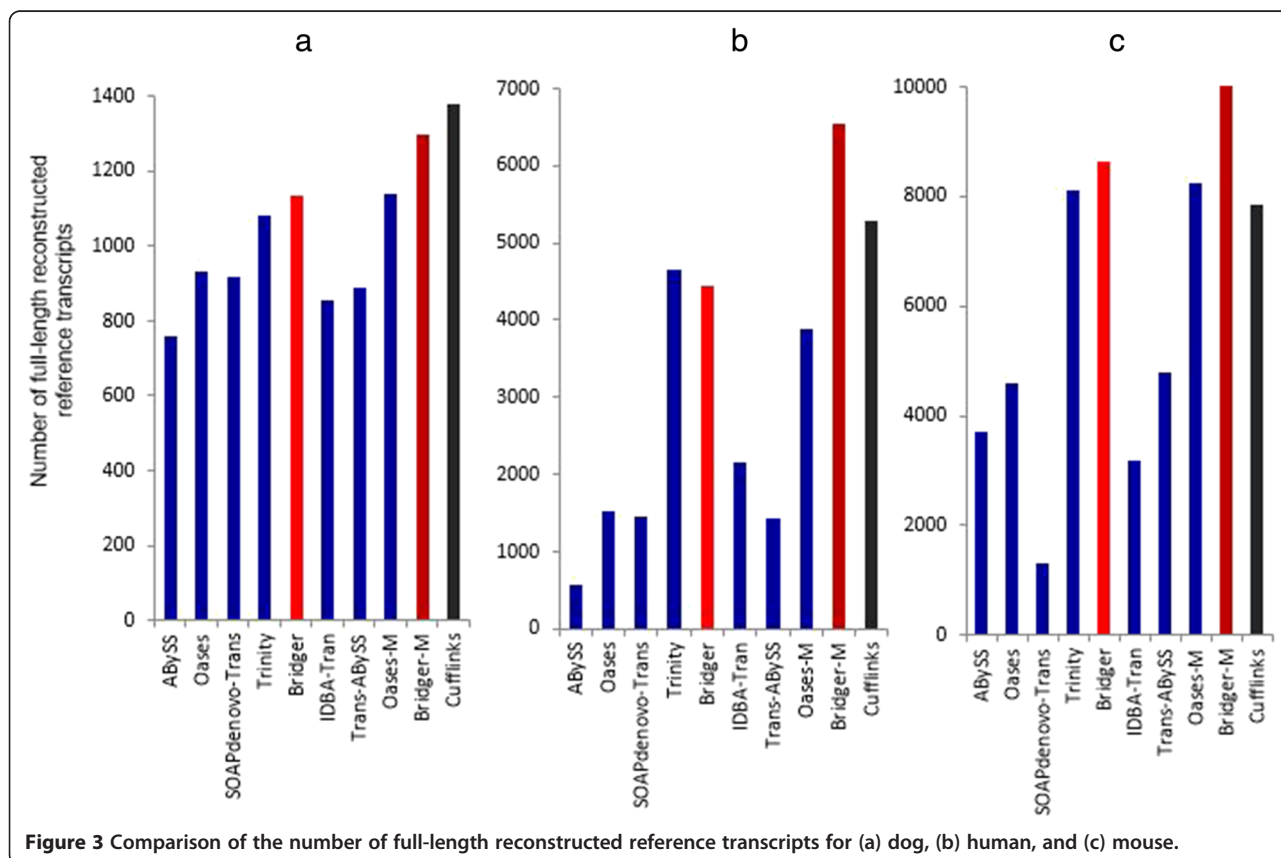 a
b
c
Number of full-length reconstructed
reference transcripts
1400
1200
1000
800
600
400
200
0
ABySS
Oases
SOAPdenovo-Trans
Trinity
Bridger
IDBA-Tran
Trans-ABySS
Oases-M
Bridger-M
Cufflinks
7000
6000
5000
4000
3000
2000
1000
0
ABySS
Oases
SOAPdenovo-Trans
Trinity
Bridger
IDBA-Tran
Trans-ABySS
Oases-M
Bridger-M
Cufflinks
10000
8000
6000
4000
2000
0
ABySS
Oases
SOAPdenovo-Trans
Trinity
Bridger
IDBA-Tran
Trans-ABySS
Oases-M
Bridger-M
Cufflinks
Figure 3 Comparison of the number of full-length reconstructed reference transcripts for (a) dog, (b) human, and (c) mouse.